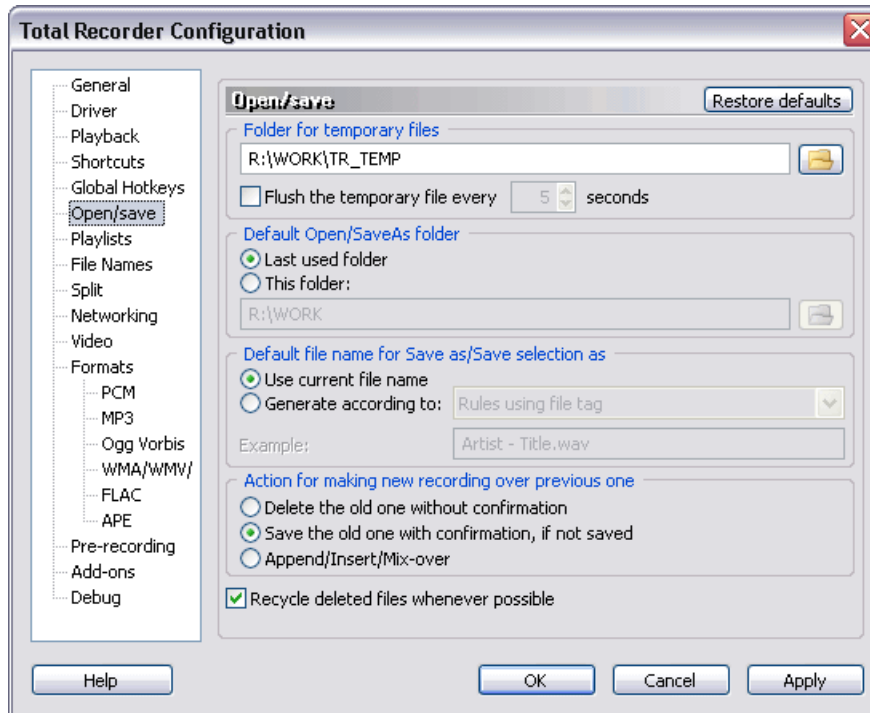 Total Recorder Configuration
General
Driver
Playback
Shortcuts
Global Hotkeys
Open/save
Playlists
File Names
Split
Networking
Video
Formats
PCM
MP3
Ogg Vorbis
WMA/WMV/
FLAC
APE
Pre-recording
Add-ons
Debug
Open/save
Restore defaults
Folder for temporary files
R:\WORK\TR_TEMP
Flush the temporary file every 5 seconds
Default Open/SaveAs folder
Last used folder
This folder:
R:\WORK
Default file name for Save as/Save selection as
Use current file name
Generate according to: Rules using file tag
Example: Artist - Title.wav
Action for making new recording over previous one
Delete the old one without confirmation
Save the old one with confirmation, if not saved
Append/Insert/Mix-over
Recycle deleted files whenever possible
Help OK Cancel Apply